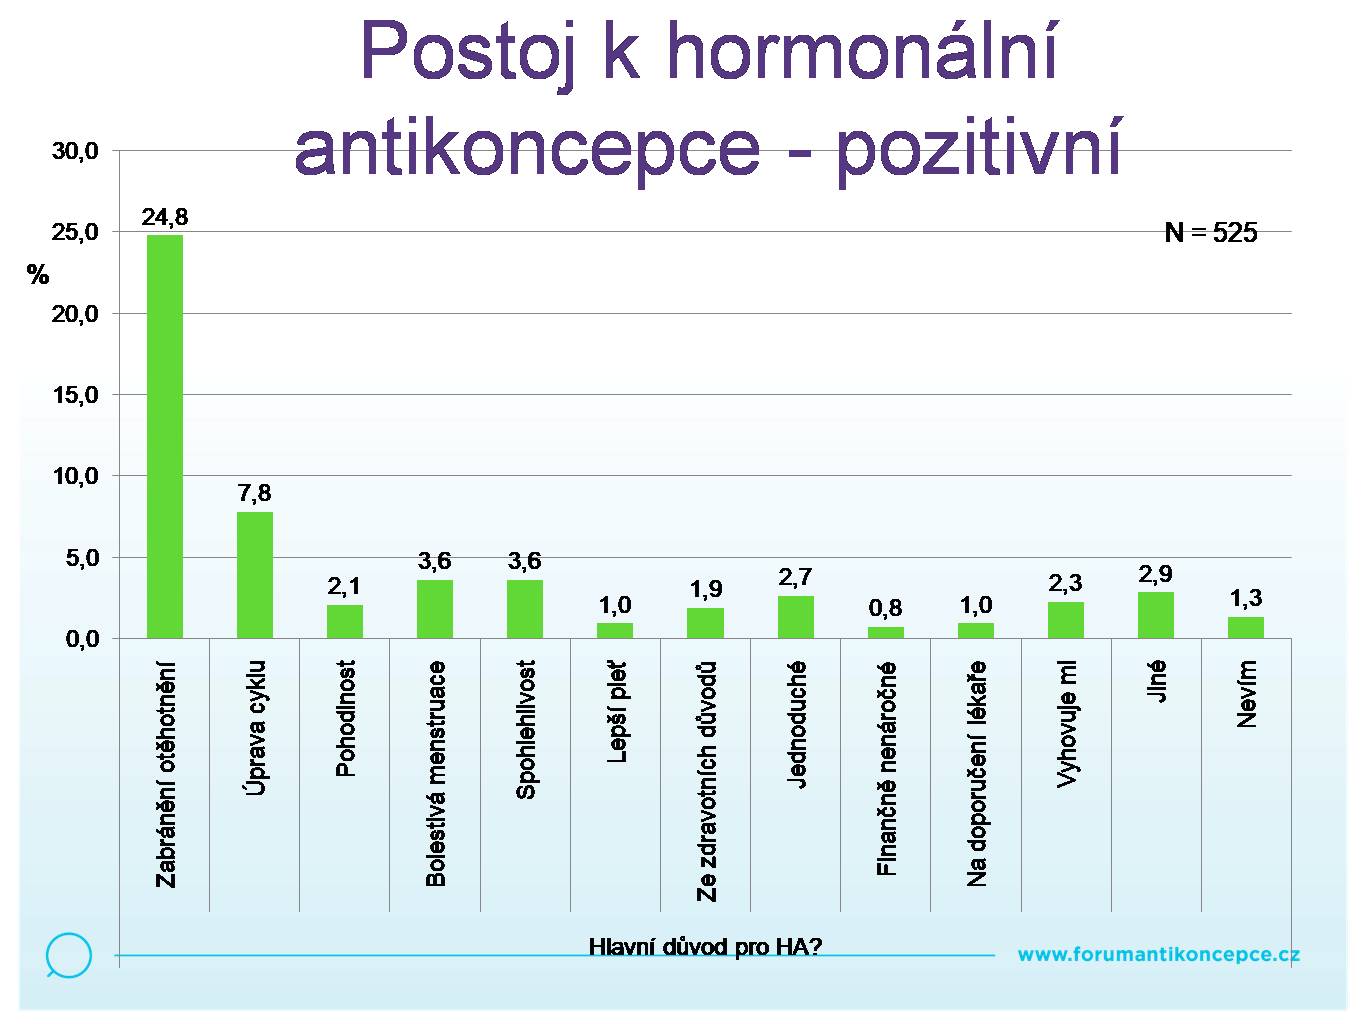 Postoj k hormonální
antikoncepce - pozitivní
30,0
25,0
20,0
15,0
10,0
5,0
0,0
%
N = 525
24,8
7,8
2,1
3,6
3,6
1,0
1,9
2,7
0,8
1,0
2,3
2,9
1,3
Zabránění otěhotnění
Úprava cyklu
Pohodlnost
Bolestivá menstruace
Spohlehlivost
Lepší pleť
Ze zdravotních důvodů
Jednoduché
Finančně nenáročné
Na doporučení lékaře
Vyhovuje mi
Jiné
Nevím
Hlavní důvod pro HA?
www.forumantikoncepce.cz